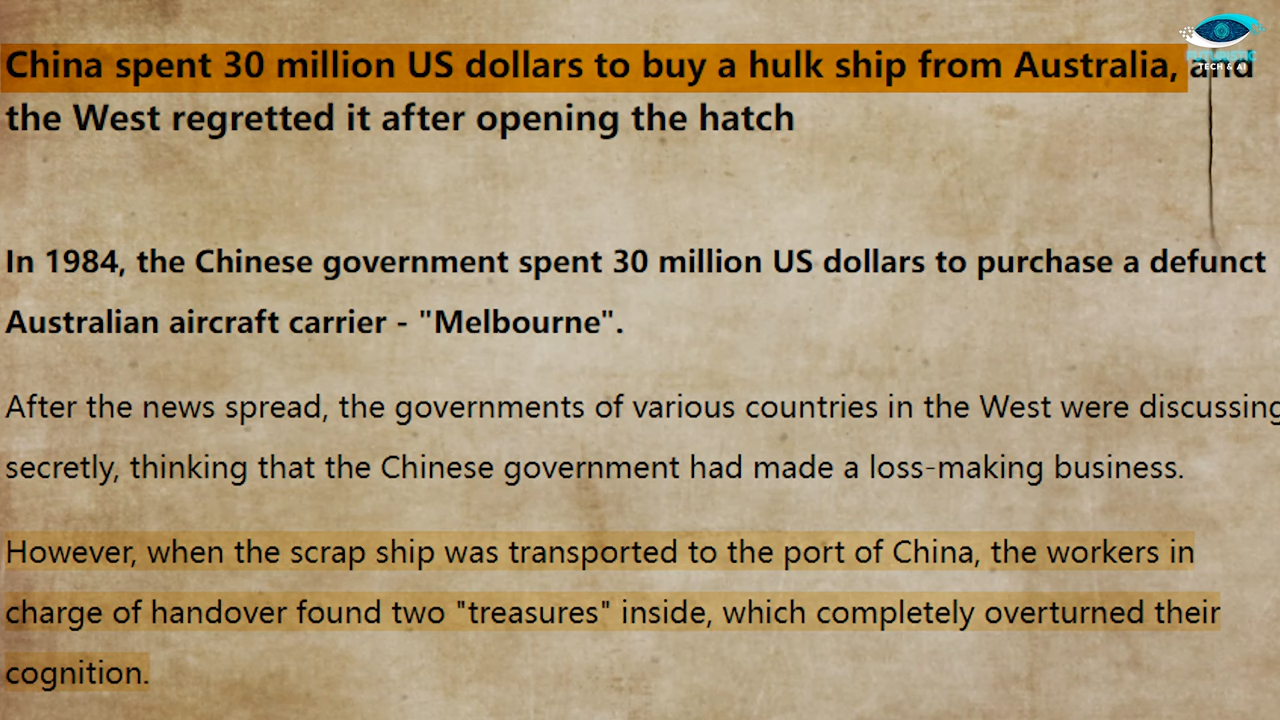 China spent 30 million US dollars to buy a hulk ship from Australia, and
the West regretted it after opening the hatch
In 1984, the Chinese government spent 30 million US dollars to purchase a defunct
Australian aircraft carrier - "Melbourne".
After the news spread, the governments of various countries in the West were discussing
secretly, thinking that the Chinese government had made a loss-making business.
However, when the scrap ship was transported to the port of China, the workers in
charge of handover found two "treasures" inside, which completely overturned their
cognition.
TECH & AI